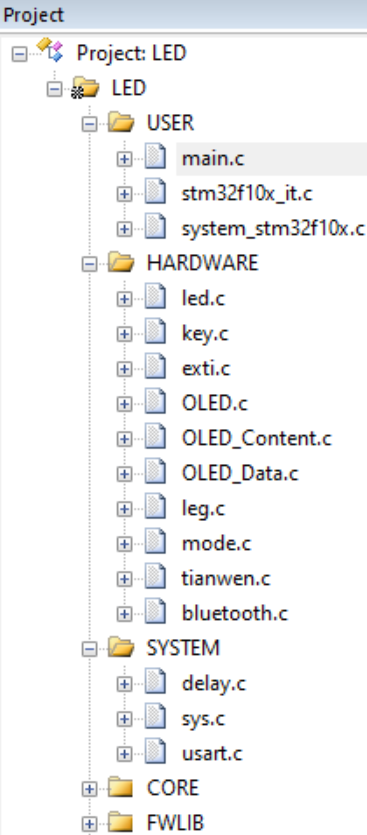 Project
Project: LED
LED
USER
main.c
stm32f10x_it.c
system_stm32f10x.c
HARDWARE
led.c
key.c
exti.c
OLED.c
OLED_Content.c
OLED_Data.c
leg.c
mode.c
tianwen.c
bluetooth.c
SYSTEM
delay.c
sys.c
usart.c
CORE
FWLIB